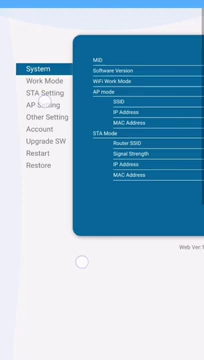 System
Work Mode
STA Setting
AP Setting
Other Setting
Account
Upgrade SW
Restart
Restore
MID
Software Version
WiFi Work Mode
AP mode
SSID
IP Address
MAC Address
STA Mode
Router SSID
Signal Strength
IP Address
MAC Address
Web Ver:1